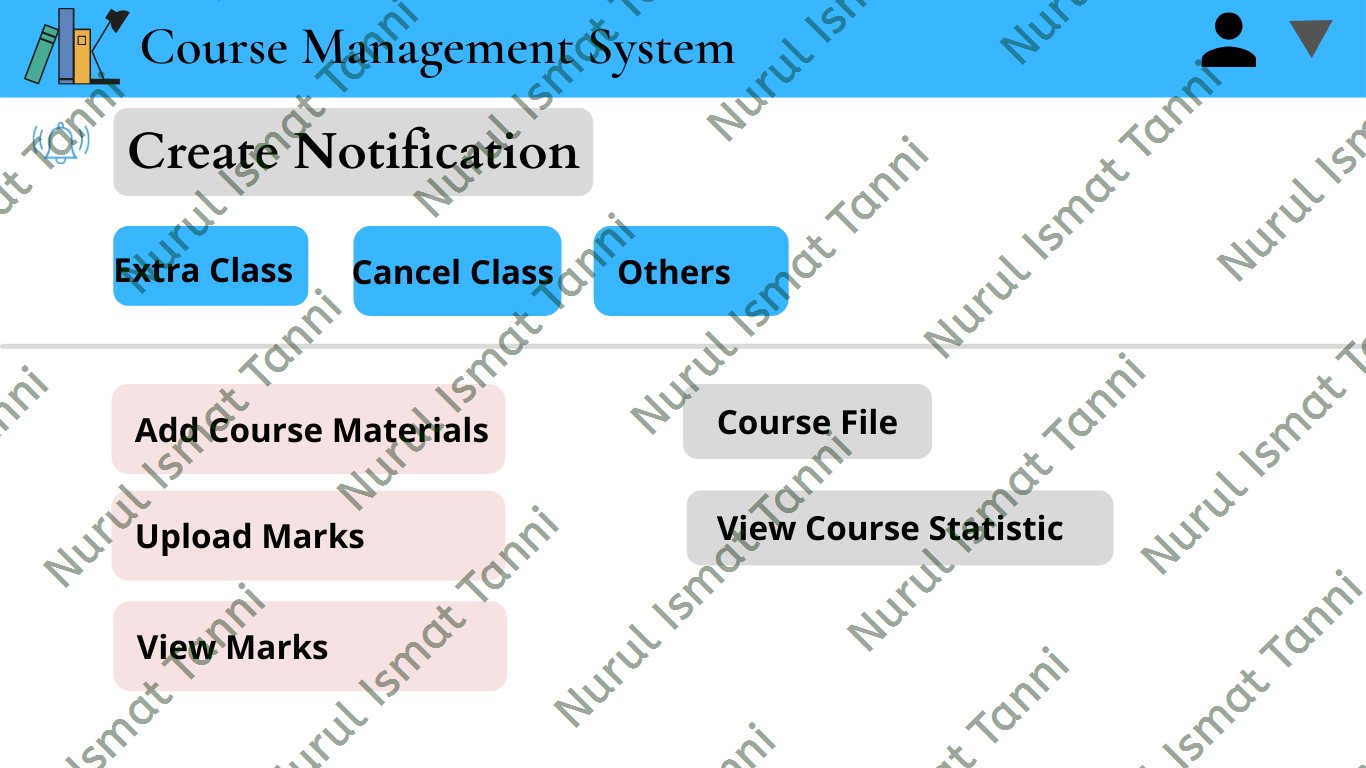 Course Management System
Create Notification
Extra Class
Cancel Class
Others
Add Course Materials
Course File
Upload Marks
View Course Statistic
View Marks
Nurul Ismat Tanni